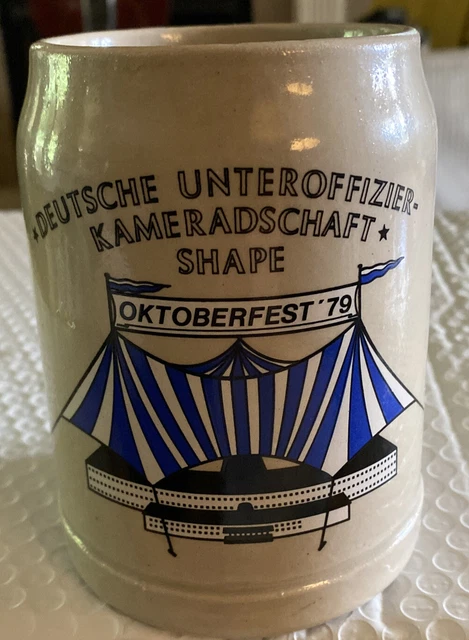 ★DEUTSCHE UNTEROFFIZIER-
KAMERADSCHAFT★
SHAPE
OKTOBERFEST '79